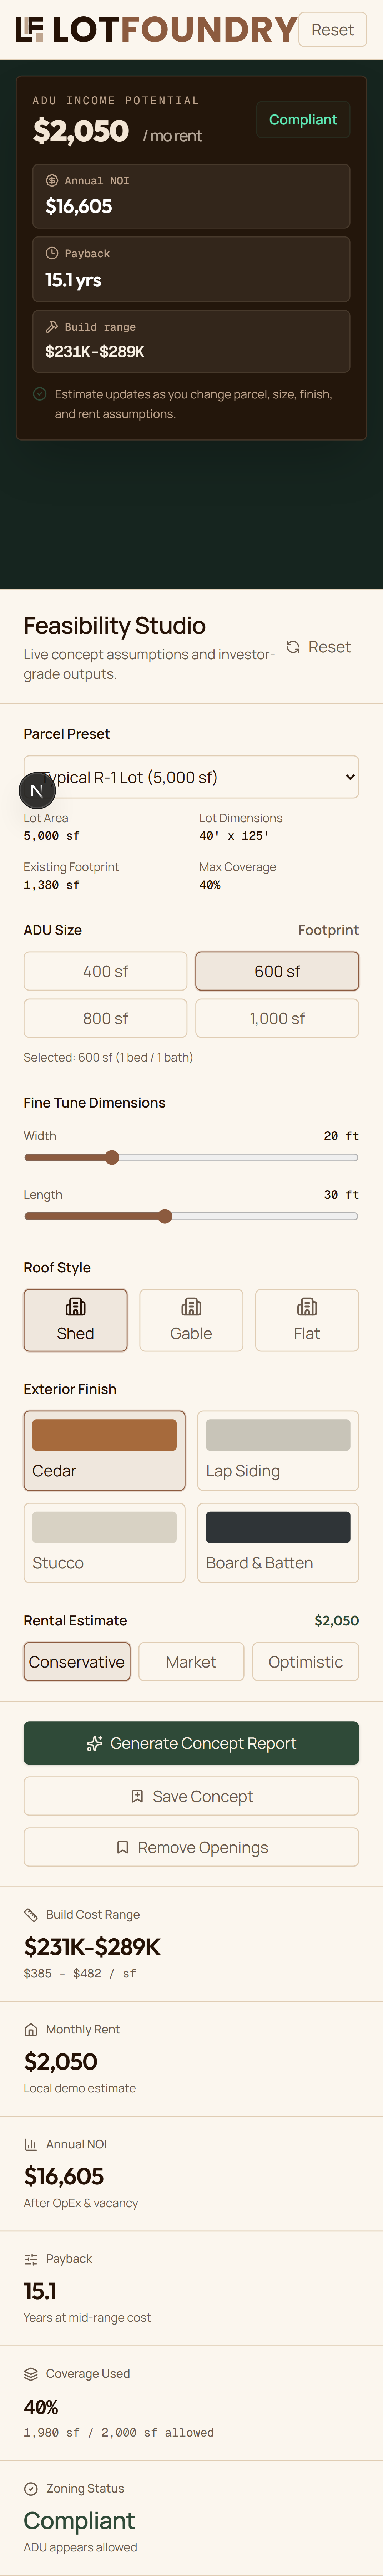 LF LOTFOUNDRY Reset
ADU INCOME POTENTIAL
$2,050 / mo rent
Compliant
Annual NOI
$16,605
Payback
15.1 yrs
Build range
$231K-$289K
Estimate updates as you change parcel, size, finish,
and rent assumptions.
Feasibility Studio
Live concept assumptions and investor-
grade outputs.
Reset
Parcel Preset
Typical R-1 Lot (5,000 sf)
N
Lot Area
5,000 sf
Lot Dimensions
40' x 125'
Existing Footprint
1,380 sf
Max Coverage
40%
ADU Size Footprint
400 sf 600 sf
800 sf 1,000 sf
Selected: 600 sf (1 bed / 1 bath)
Fine Tune Dimensions
Width 20 ft
Length 30 ft
Roof Style
Shed Gable Flat
Exterior Finish
Cedar Lap Siding
Stucco Board & Batten
Rental Estimate $2,050
Conservative Market Optimistic
Generate Concept Report
Save Concept
Remove Openings
Build Cost Range
$231K-$289K
$385 - $482 / sf
Monthly Rent
$2,050
Local demo estimate
Annual NOI
$16,605
After OpEx & vacancy
Payback
15.1
Years at mid-range cost
Coverage Used
40%
1,980 sf / 2,000 sf allowed
Zoning Status
Compliant
ADU appears allowed